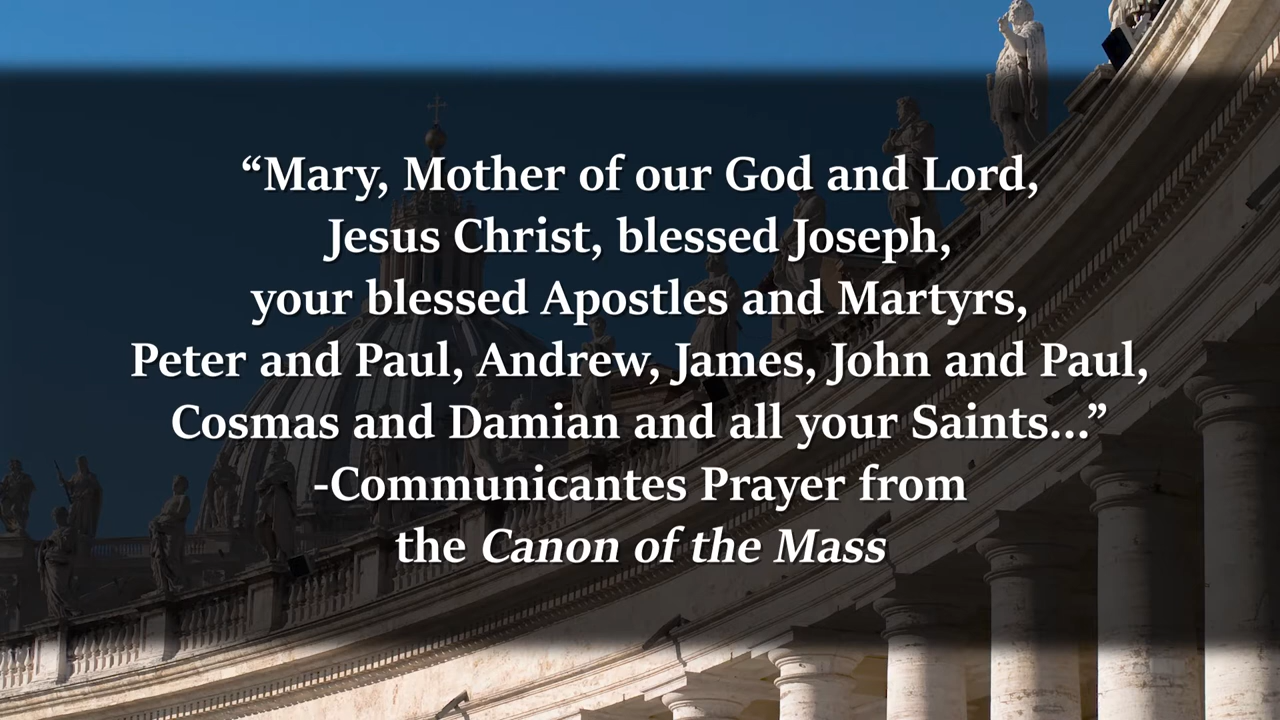 “Mary, Mother of our God and Lord,
Jesus Christ, blessed Joseph,
your blessed Apostles and Martyrs,
Peter and Paul, Andrew, James, John and Paul,
Cosmas and Damian and all your Saints...”
-Communicantes Prayer from
the Canon of the Mass